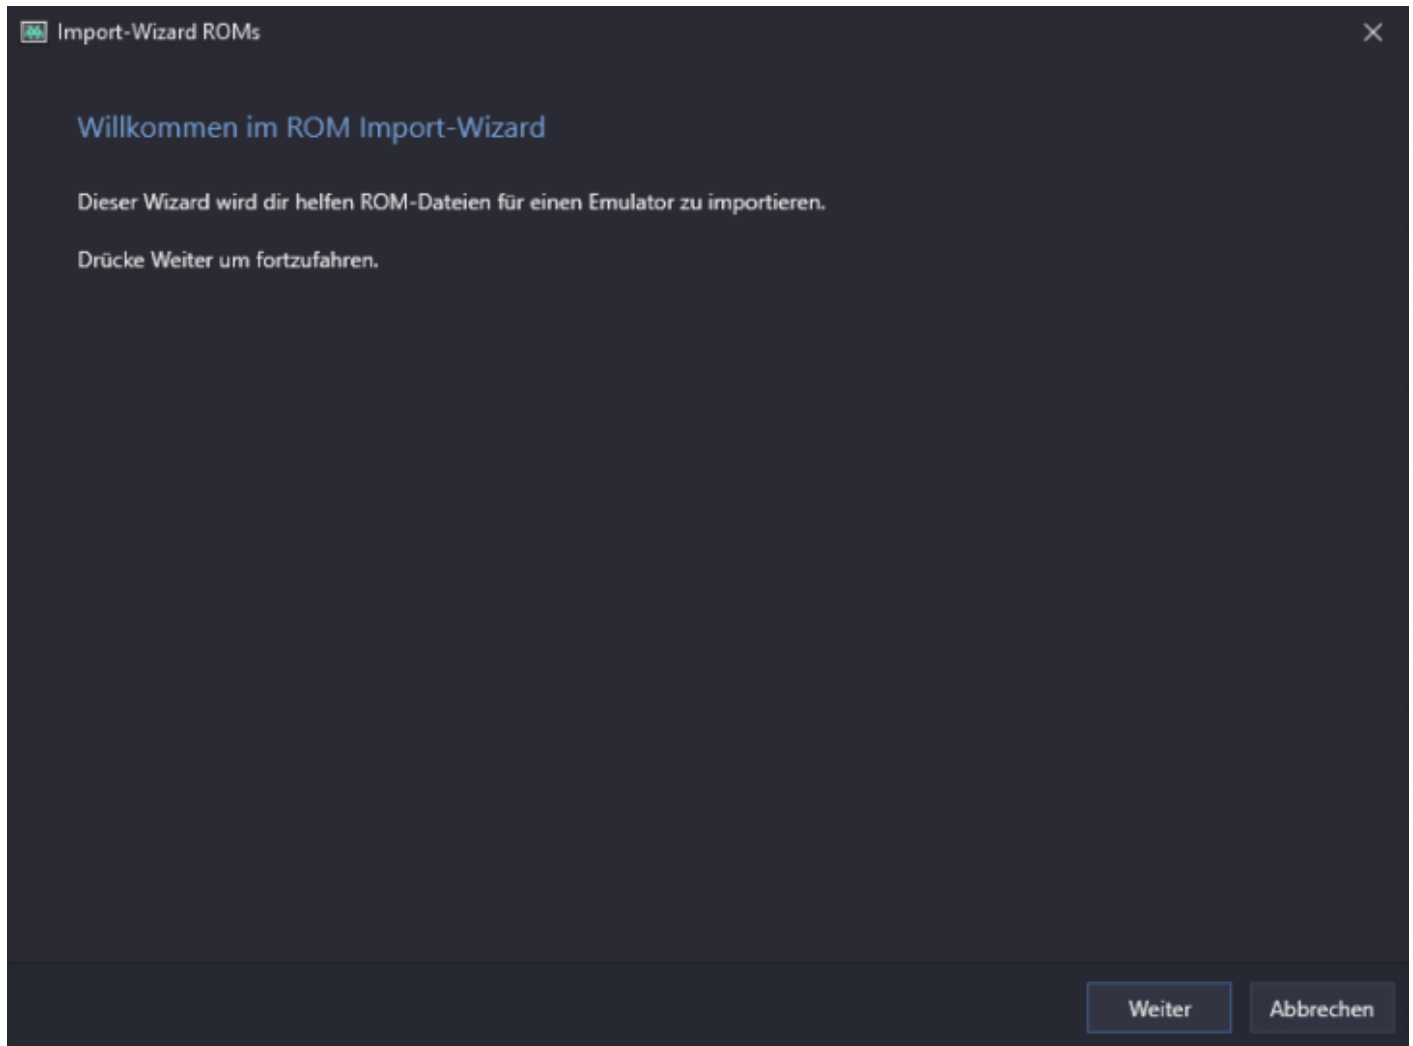 Import-Wizard ROMs
Willkommen im ROM Import-Wizard
Dieser Wizard wird dir helfen ROM-Dateien für einen Emulator zu importieren.
Drücke Weiter um fortzufahren.
Weiter
Abbrechen